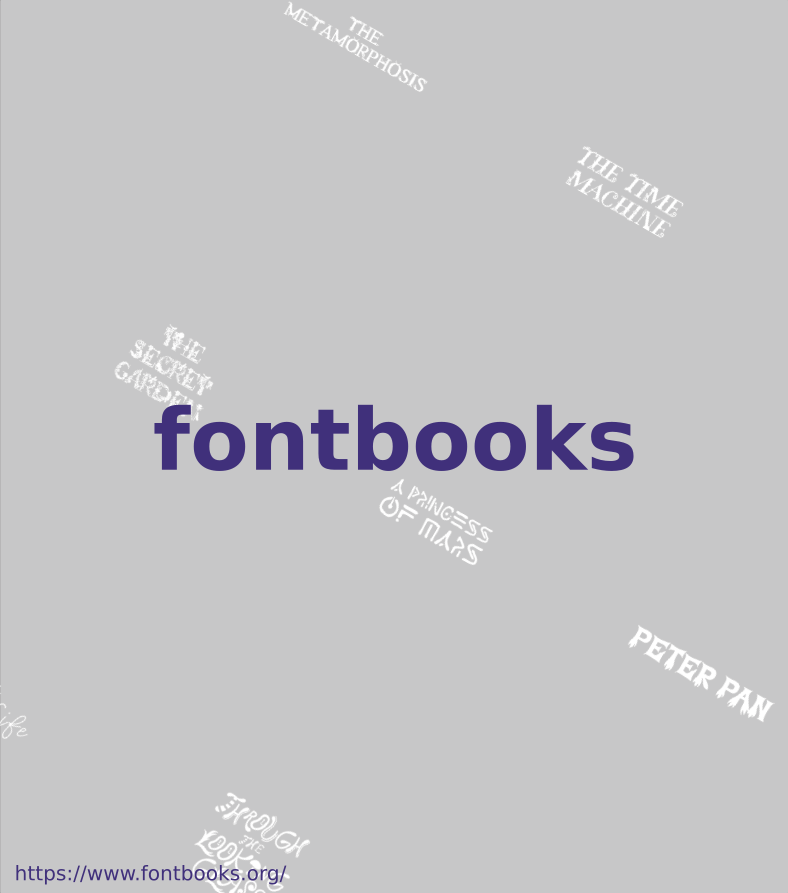 THE
METAMORPHOSIS
THE TIME
MACHINE
THE
SECRET
GARDEN
fontbooks
A PRINCESS
OF MARS
PETER PAN
ife
THROUGH
THE
LOOKING
GLASS
https://www.fontbooks.org/